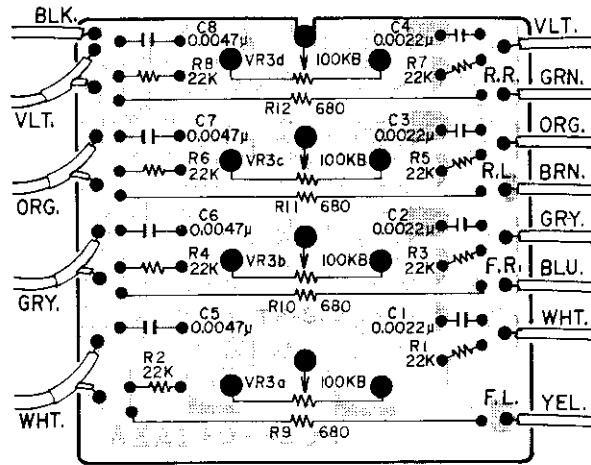 BLK.
C8
0.0047µ
R8
22K
VR3d
100KB
C4
0.0022µ
R7
22K
VLT.
R.R.
GRN.
VLT.
R12
680
ORG.
C7
0.0047µ
R6
22K
VR3c
100KB
C3
0.0022µ
R5
22K
R.L.
BRN.
ORG.
R11
680
GRY.
C6
0.0047µ
R4
22K
VR3b
100KB
C2
0.0022µ
R3
22K
F.R.
BLU.
GRY.
R10
680
WHT.
C5
0.0047µ
R2
22K
VR3a
100KB
C1
0.0022µ
R1
22K
F.L.
YEL.
WHT.
R9
680